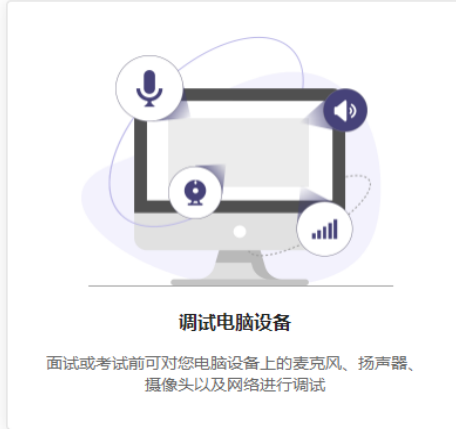 调试电脑设备
面试或考试前可对您电脑设备上的麦克风、扬声器、
摄像头以及网络进行调试